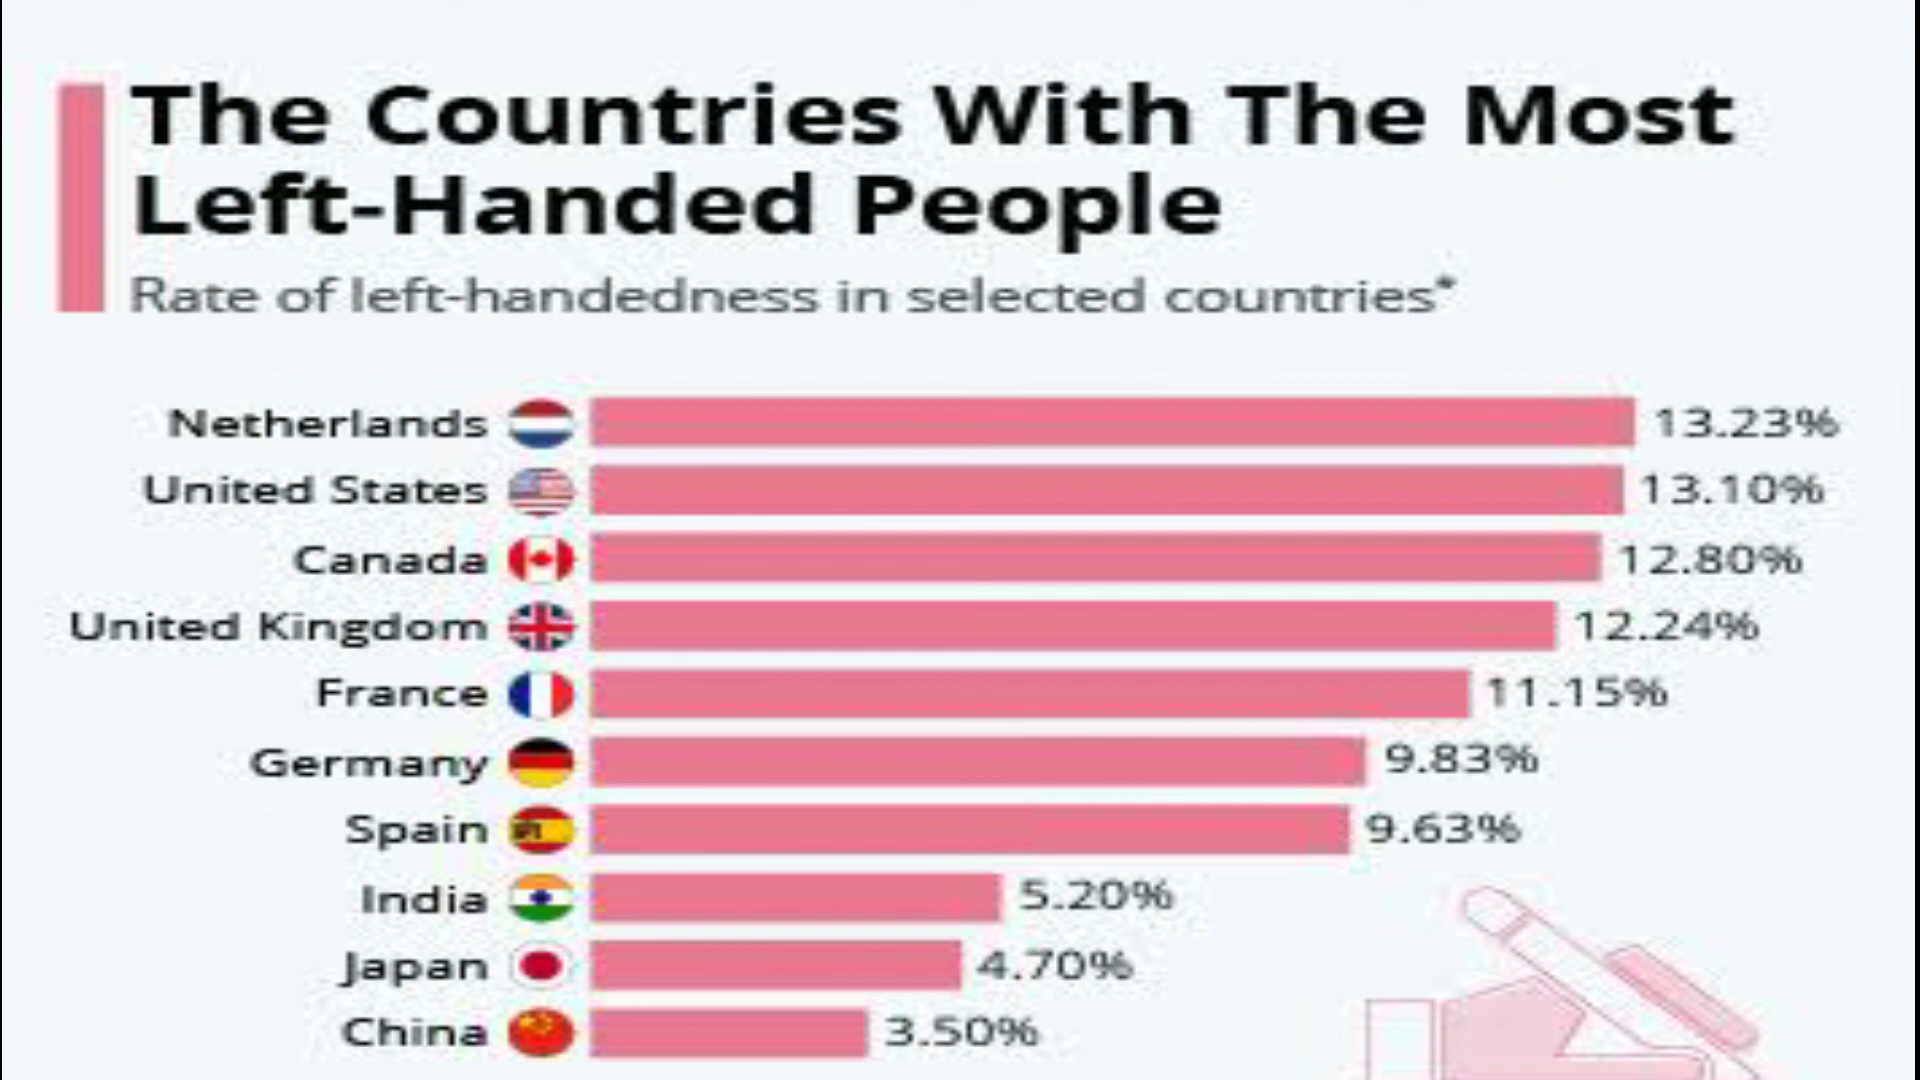 The Countries With The Most
Left-Handed People
Rate of left-handedness in selected countries*
Netherlands 13.23%
United States 13.10%
Canada 12.80%
United Kingdom 12.24%
France 11.15%
Germany 9.83%
Spain 9.63%
India 5.20%
Japan 4.70%
China 3.50%